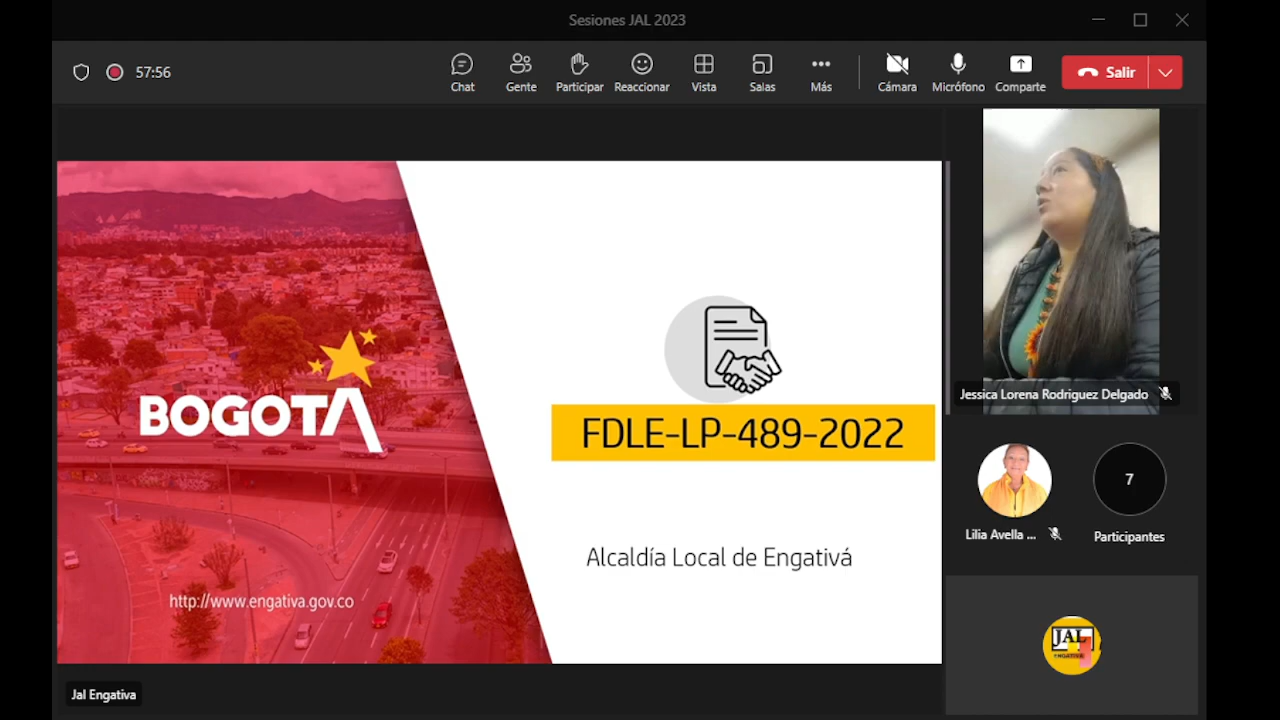 Sesiones JAL 2023
57:56
Chat
Gente
Participar
Reaccionar
Vista
Salas
Más
Cámara
Micrófono
Comparte
Salir
BOGOTÁ
http://www.engativa.gov.co
FDLE-LP-489-2022
Alcaldía Local de Engativá
Jessica Lorena Rodriguez Delgado
Lilia Avella ...
7
Participantes
JAL
ENGATIVÁ
Jal Engativa